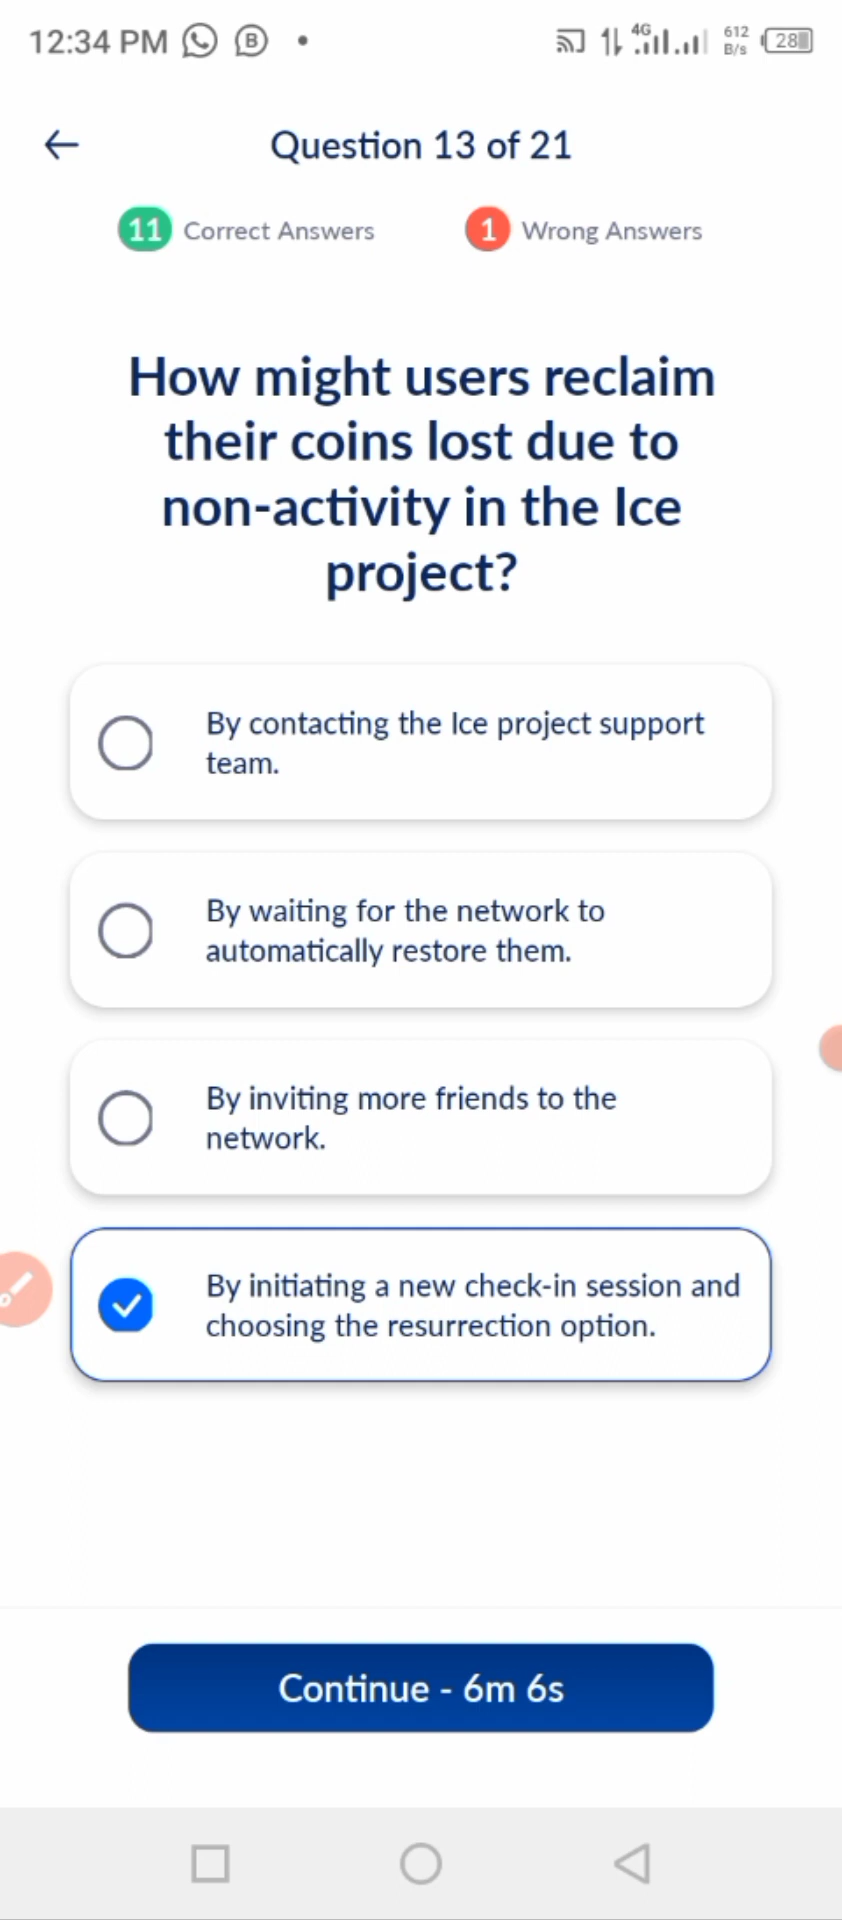 12:34 PM
4G
612
B/s
28
Question 13 of 21
11 Correct Answers
1 Wrong Answers
How might users reclaim
their coins lost due to
non-activity in the Ice
project?
By contacting the Ice project support
team.
By waiting for the network to
automatically restore them.
By inviting more friends to the
network.
By initiating a new check-in session and
choosing the resurrection option.
Continue - 6m 6s